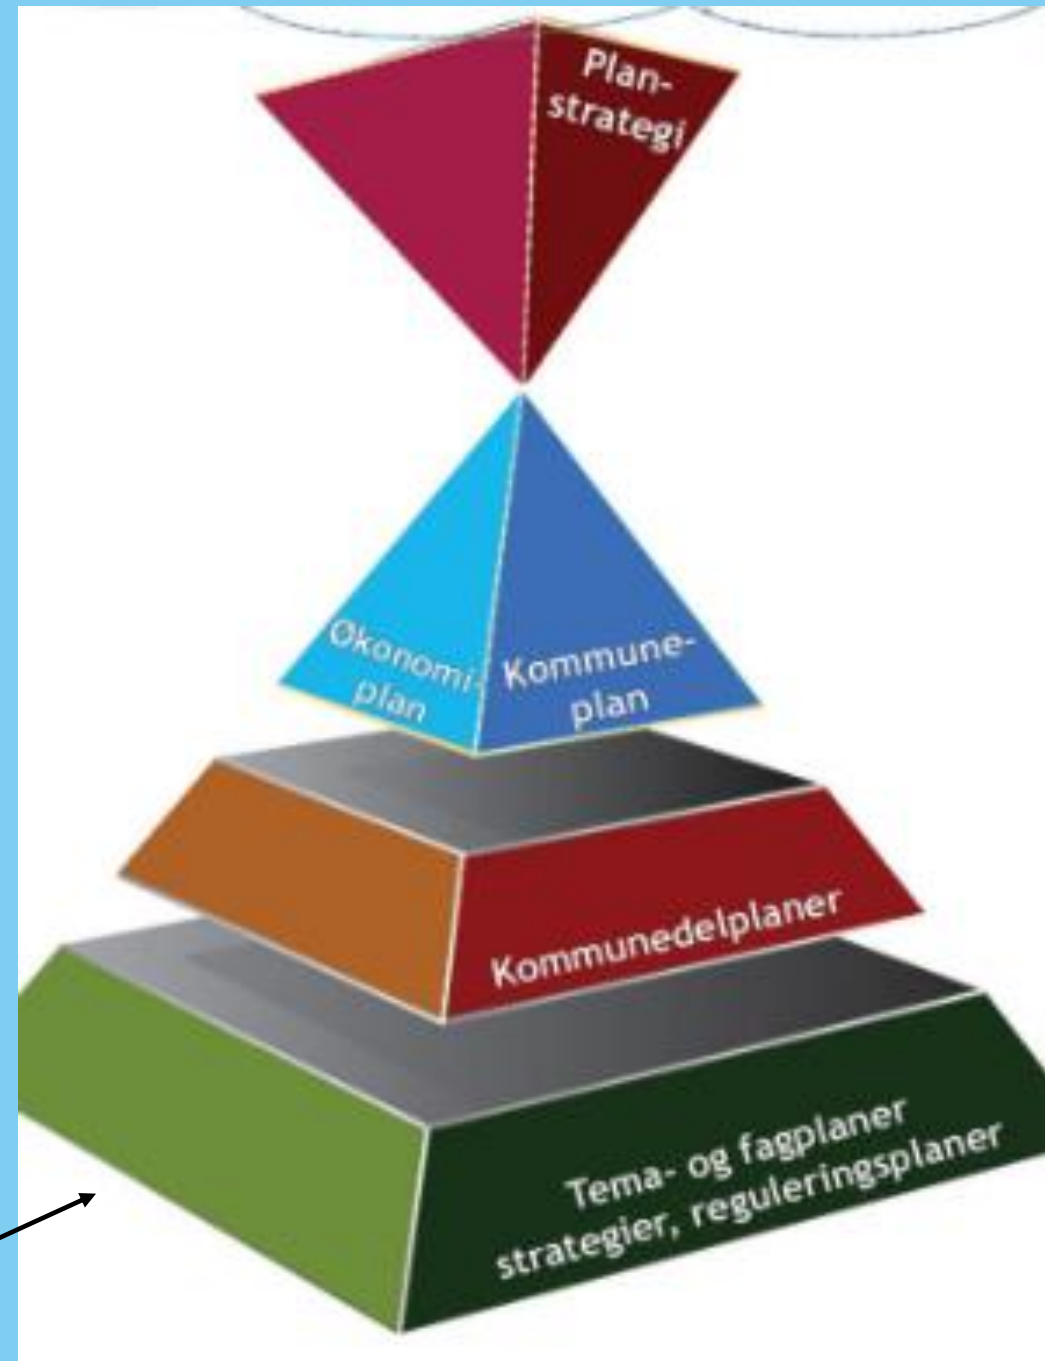 Plan-
strategi
Økonomi-
plan
Kommune-
plan
Kommunedelplaner
Tema- og fagplaner
strategier, reguleringsplaner